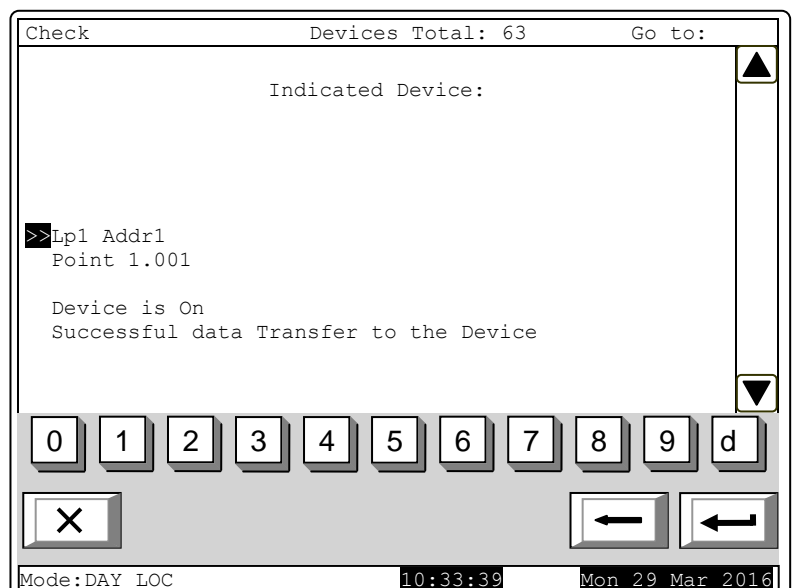 Check Devices Total: 63 Go to:
Indicated Device:
>>Lp1 Addr1
Point 1.001
Device is On
Successful data Transfer to the Device
0 1 2 3 4 5 6 7 8 9 d
Mode:DAY LOC 10:33:39 Mon 29 Mar 2016